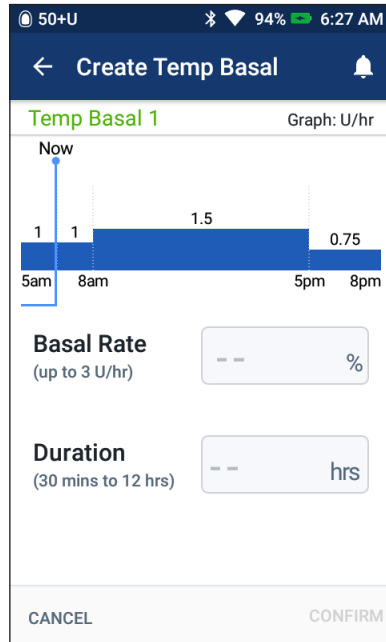 50+U 94% 6:27 AM
Create Temp Basal
Temp Basal 1 Graph: U/hr
Now
1 1 1.5 0.75
5am 8am 5pm 8pm
Basal Rate
(up to 3 U/hr)
-- %
Duration
(30 mins to 12 hrs)
-- hrs
CANCEL CONFIRM